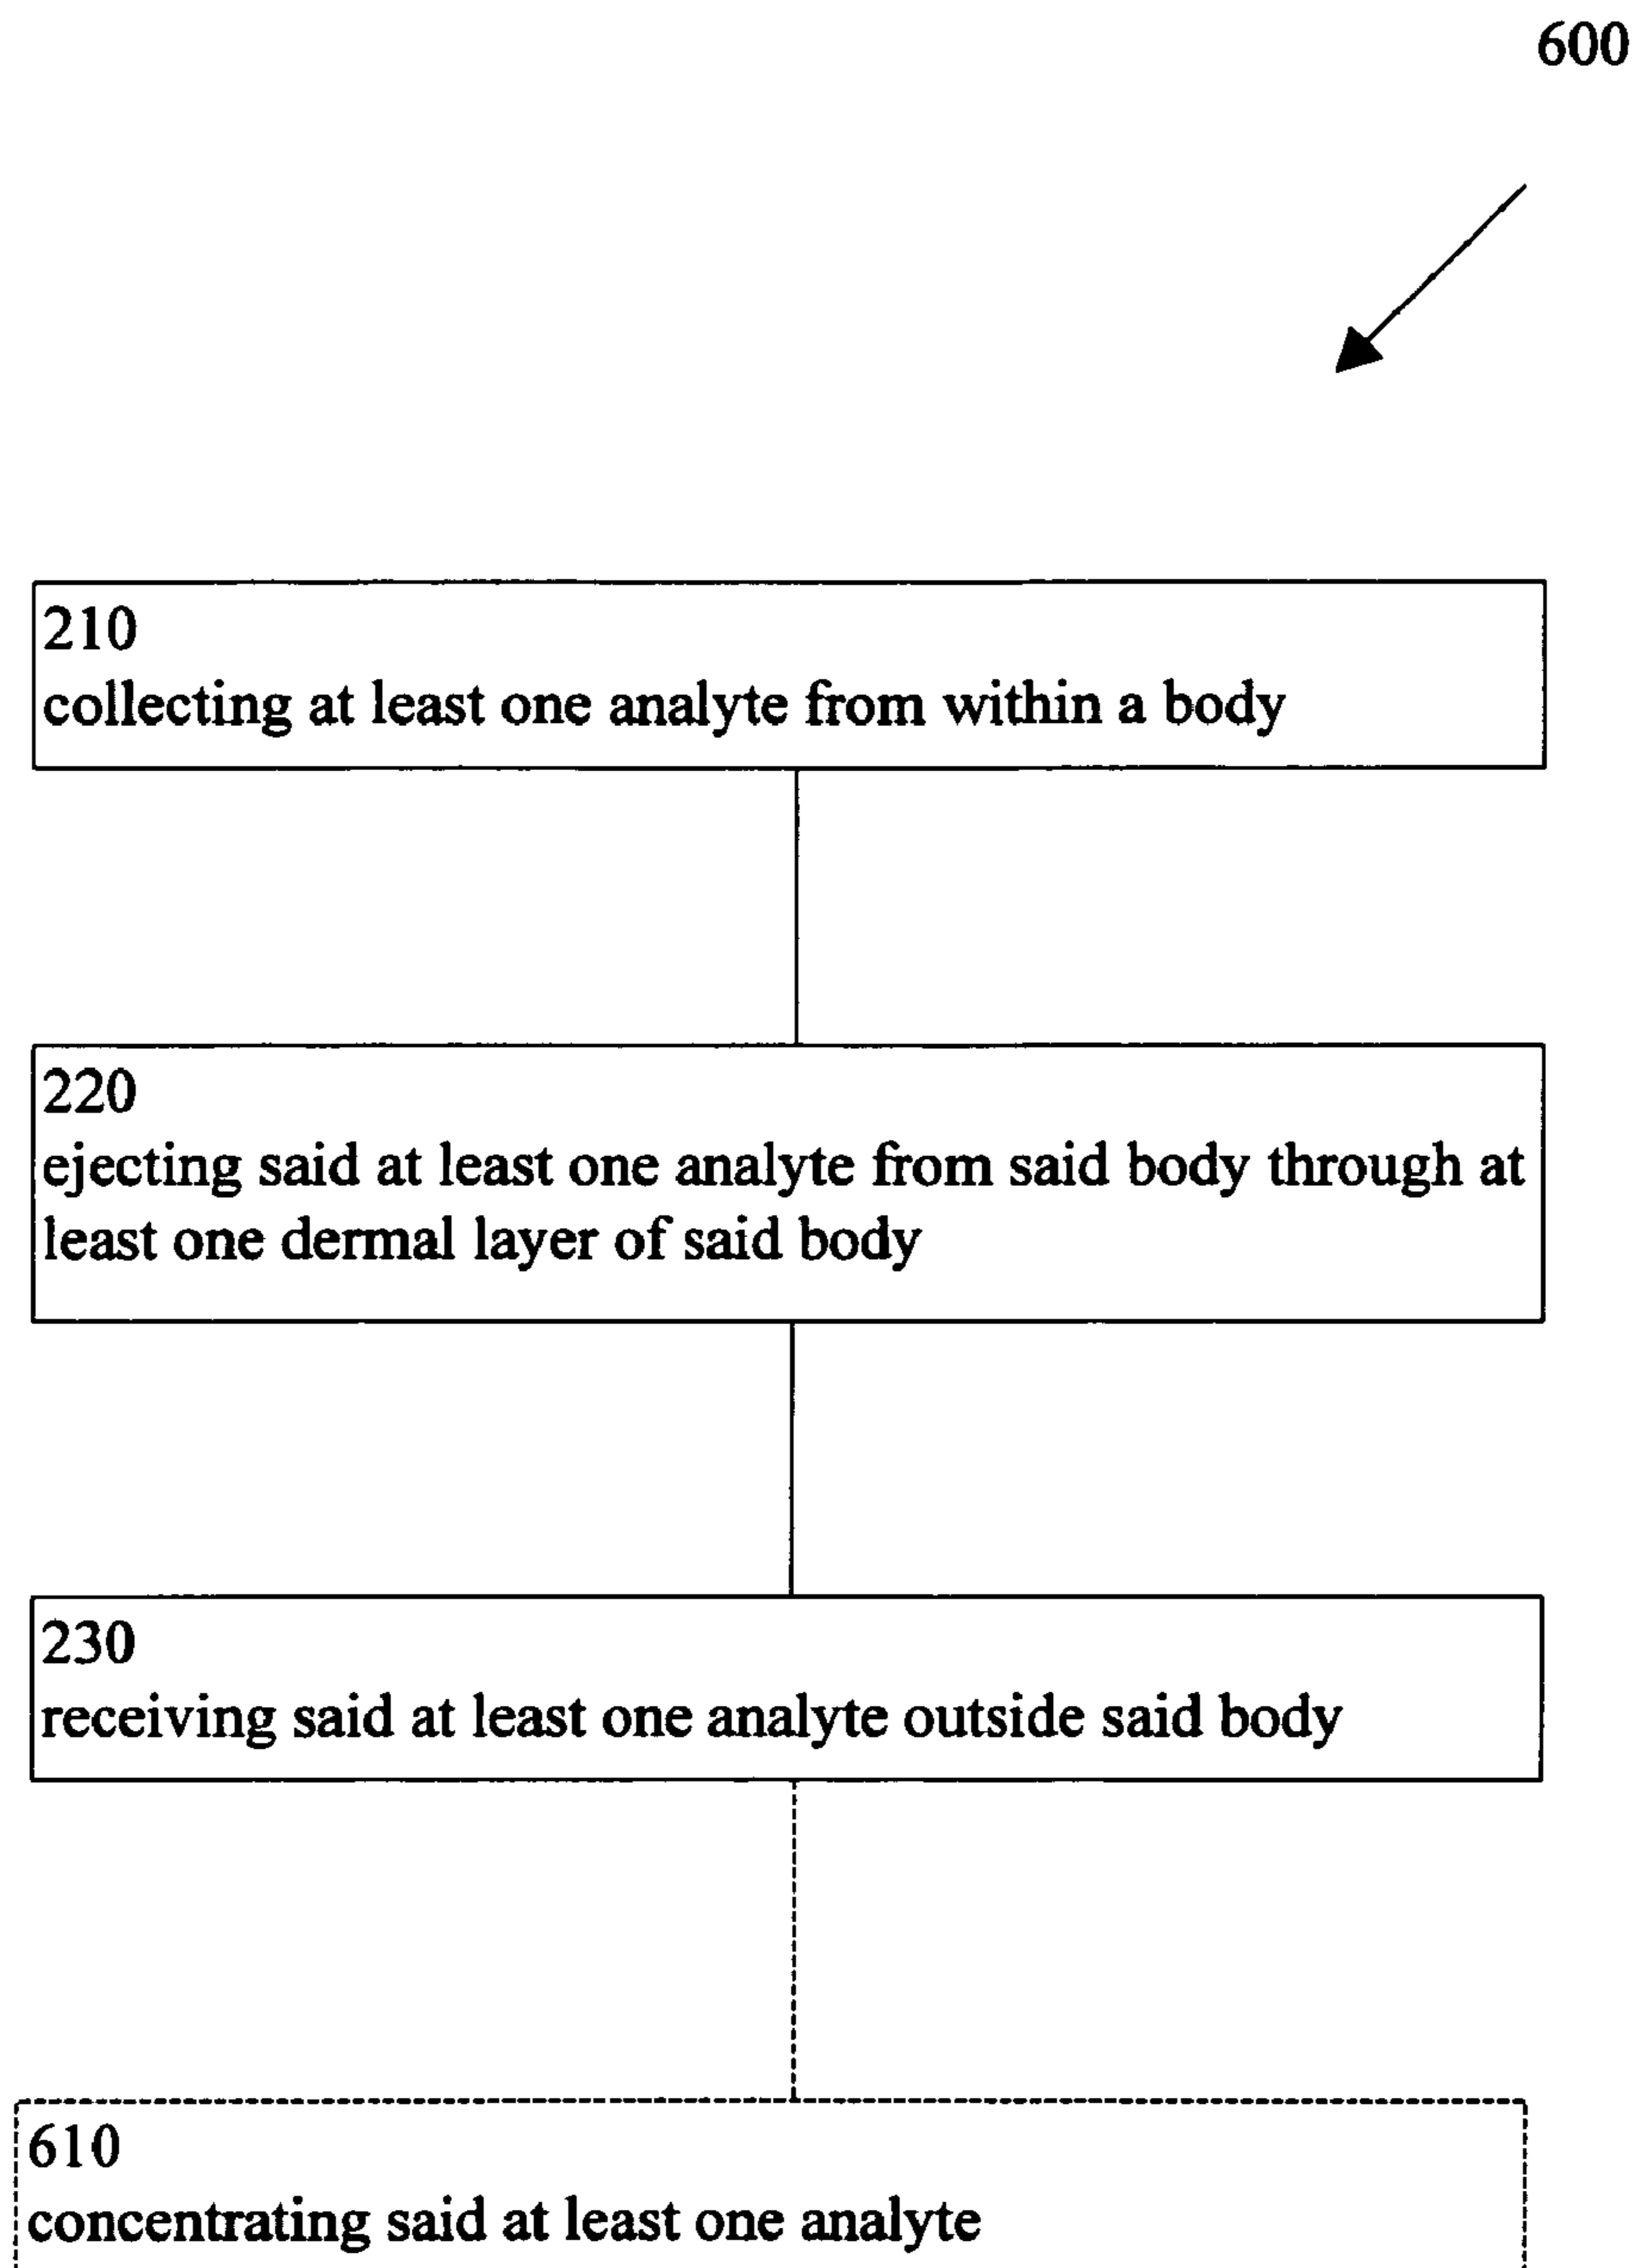 600
210
collecting at least one analyte from within a body
220
ejecting said at least one analyte from said body through at
least one dermal layer of said body
230
receiving said at least one analyte outside said body
610
concentrating said at least one analyte